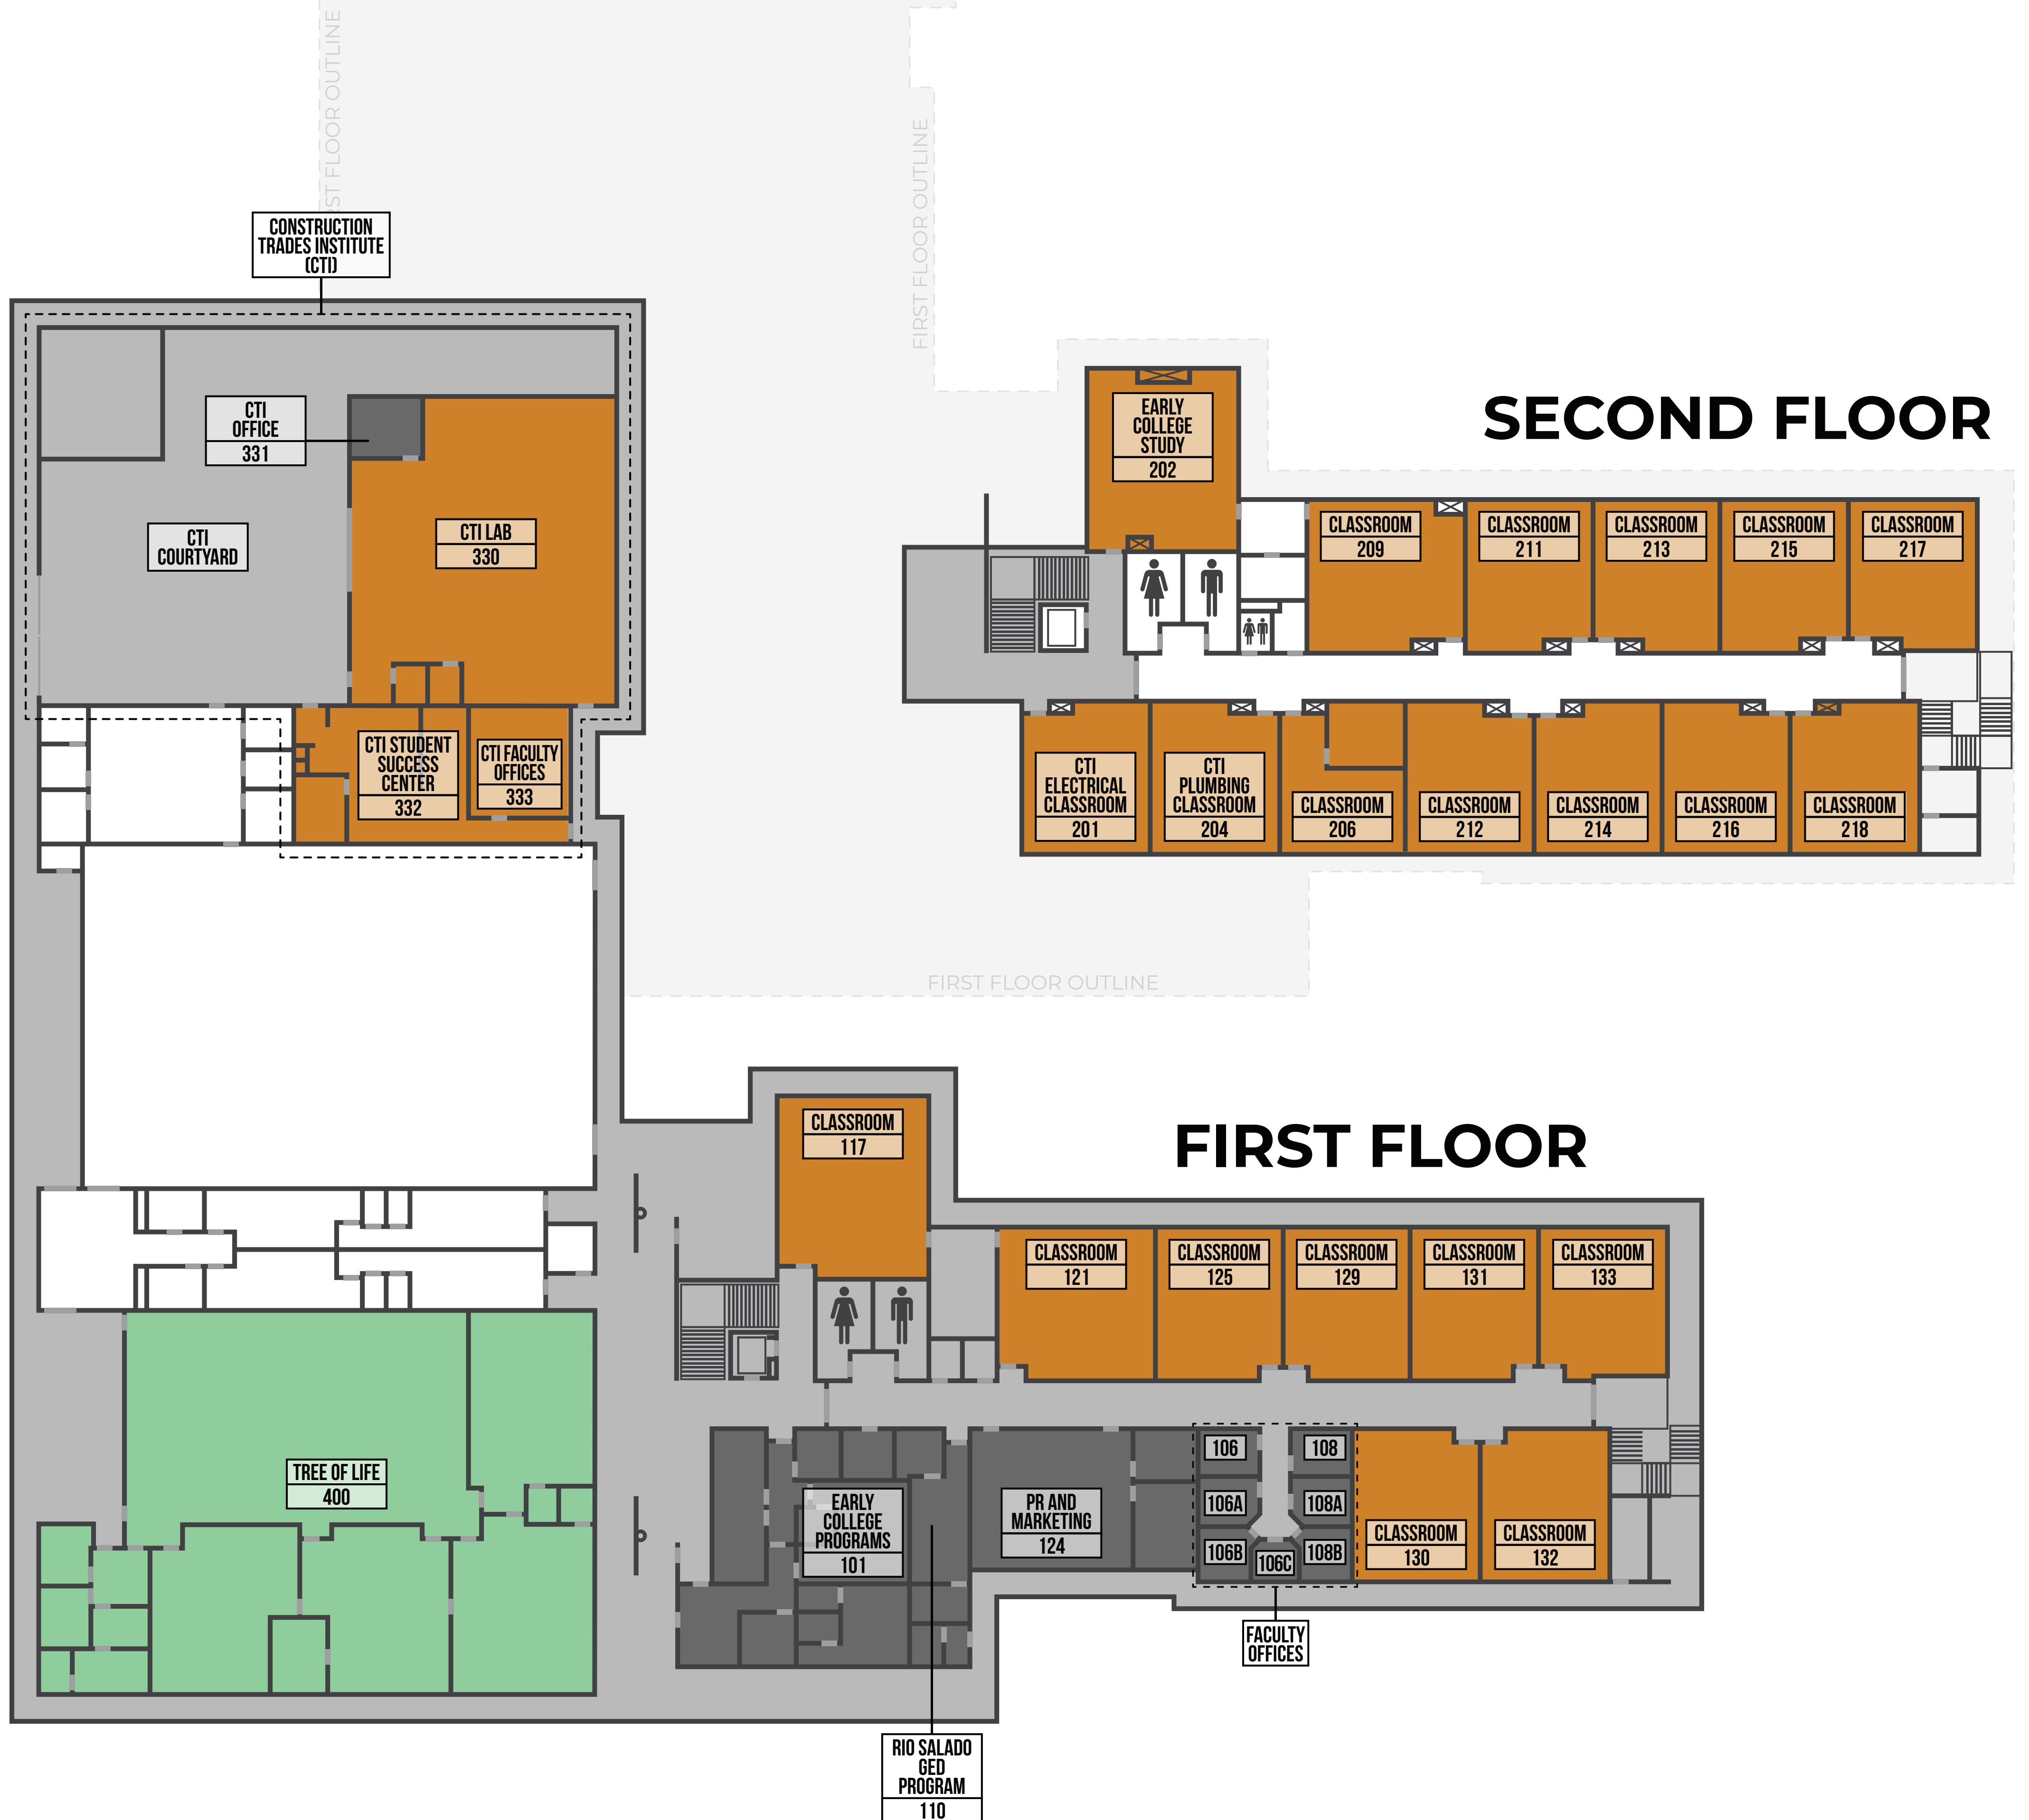 FIRST FLOOR OUTLINE
FIRST FLOOR OUTLINE
CONSTRUCTION
TRADES INSTITUTE
(CTI)
SECOND FLOOR
EARLY
COLLEGE
STUDY
202
CTI
OFFICE
331
CTI
COURTYARD
CTI LAB
330
CLASSROOM
209
CLASSROOM
211
CLASSROOM
213
CLASSROOM
215
CLASSROOM
217
CTI STUDENT
SUCCESS
CENTER
332
CTI FACULTY
OFFICES
333
CTI
ELECTRICAL
CLASSROOM
201
CTI
PLUMBING
CLASSROOM
204
CLASSROOM
206
CLASSROOM
212
CLASSROOM
214
CLASSROOM
216
CLASSROOM
218
FIRST FLOOR OUTLINE
FIRST FLOOR
CLASSROOM
117
CLASSROOM
121
CLASSROOM
125
CLASSROOM
129
CLASSROOM
131
CLASSROOM
133
TREE OF LIFE
400
EARLY
COLLEGE
PROGRAMS
101
PR AND
MARKETING
124
106
108
106A
108A
106B
106C
108B
CLASSROOM
130
CLASSROOM
132
FACULTY
OFFICES
RIO SALADO
GED
PROGRAM
110